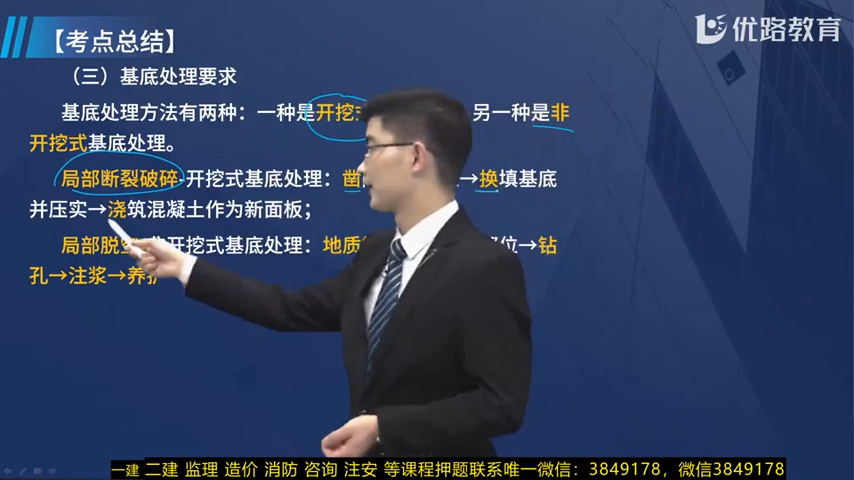 【考点总结】
优路教育
（三）基底处理要求
基底处理方法有两种：一种是开挖 另一种是非
开挖式基底处理。
局部断裂破碎-开挖式基底处理：凿 →换填基底
并压实→浇筑混凝土作为新面板；
局部脱 开挖式基底处理：地质 位→钻
孔→注浆→养护
一建 二建 监理 造价 消防 咨询 注安 等课程押题联系唯一微信：3849178，微信3849178